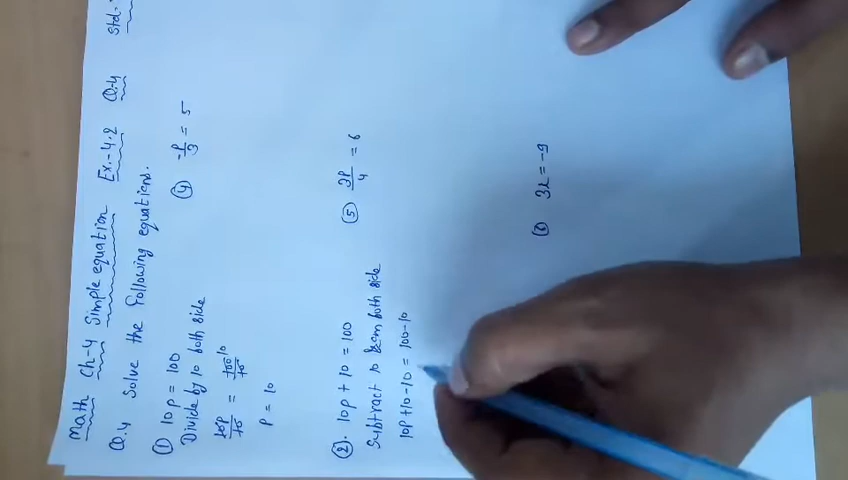 Math Ch-4 Simple equation Ex.-4.2 Q.4 Std.
Q.4 Solve the following equations.
① 10p = 100
Divide by 10 both side
10p/10 = 100/10 10
p = 10
②. 10p + 10 = 100
Subtract 10 from both side
10p+10-10 = 100-10
④ -p/3 = 5
⑤ 3p/4 = 6
3s = -9